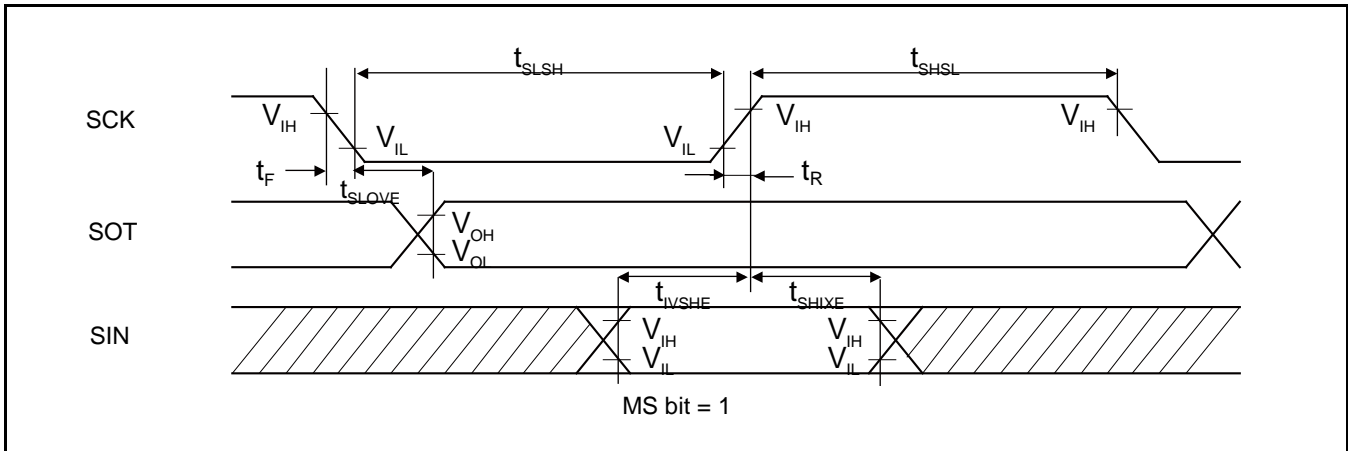 tSLSH tSHSL
SCK VIH VIL VIL VIH VIH
tF tSLOVE tR
SOT VOH
VOL
tIVSHE tSHIXE
SIN VIH VIH
VIL VIL
MS bit = 1